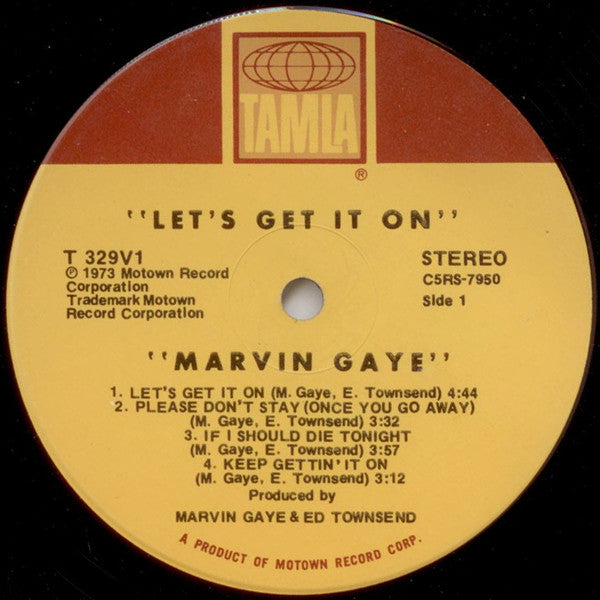 TAMLA
®
"LET'S GET IT ON"
T 329V1
℗ 1973 Motown Record
Corporation
Trademark Motown
Record Corporation
STEREO
C5RS-7950
Side 1
"MARVIN GAYE"
1. LET'S GET IT ON (M. Gaye, E. Townsend) 4:44
2. PLEASE DON'T STAY (ONCE YOU GO AWAY)
(M. Gaye, E. Townsend) 3:32
3. IF I SHOULD DIE TONIGHT
(M. Gaye, E. Townsend) 3:57
4. KEEP GETTIN' IT ON
(M. Gaye, E. Townsend) 3:12
Produced by
MARVIN GAYE & ED TOWNSEND
A PRODUCT OF MOTOWN RECORD CORP.